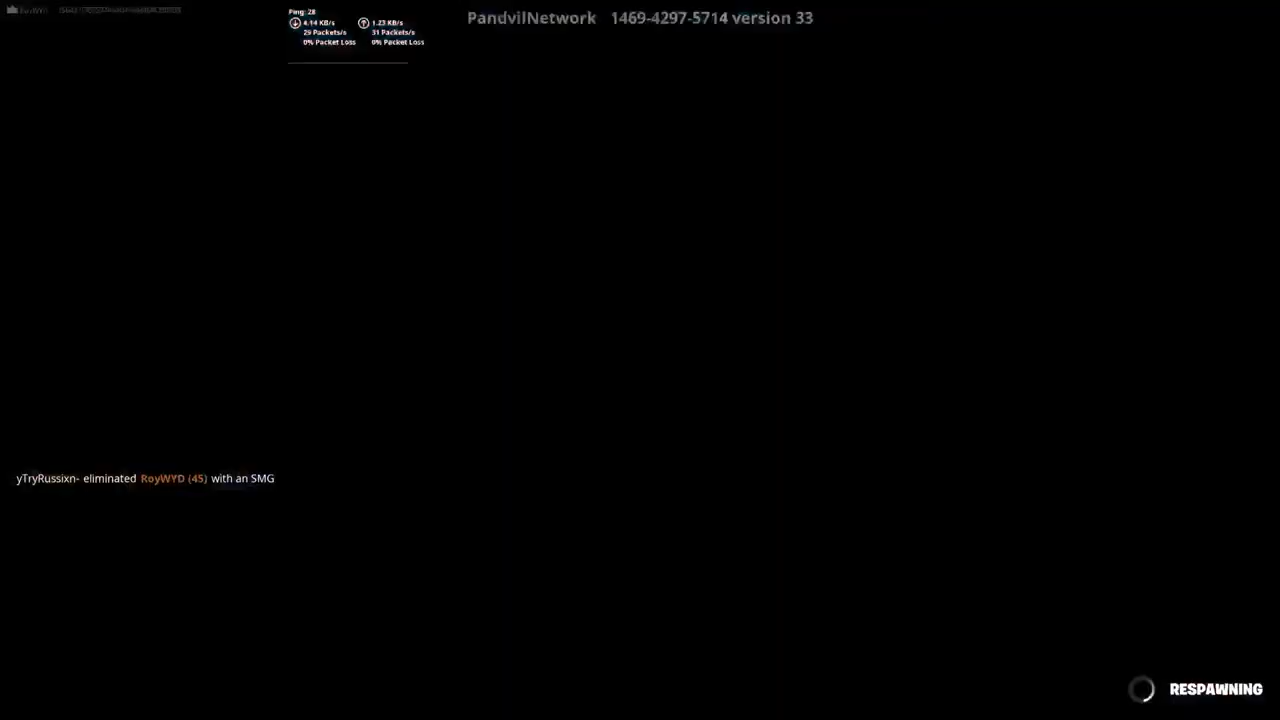 Ping: 28
4.14 KB/s 1.23 KB/s
29 Packets/s 31 Packets/s
0% Packet Loss 0% Packet Loss
PandvilNetwork 1469-4297-5714 version 33
yTryRussixn- eliminated RoyWYD (45) with an SMG
RESPAWNING